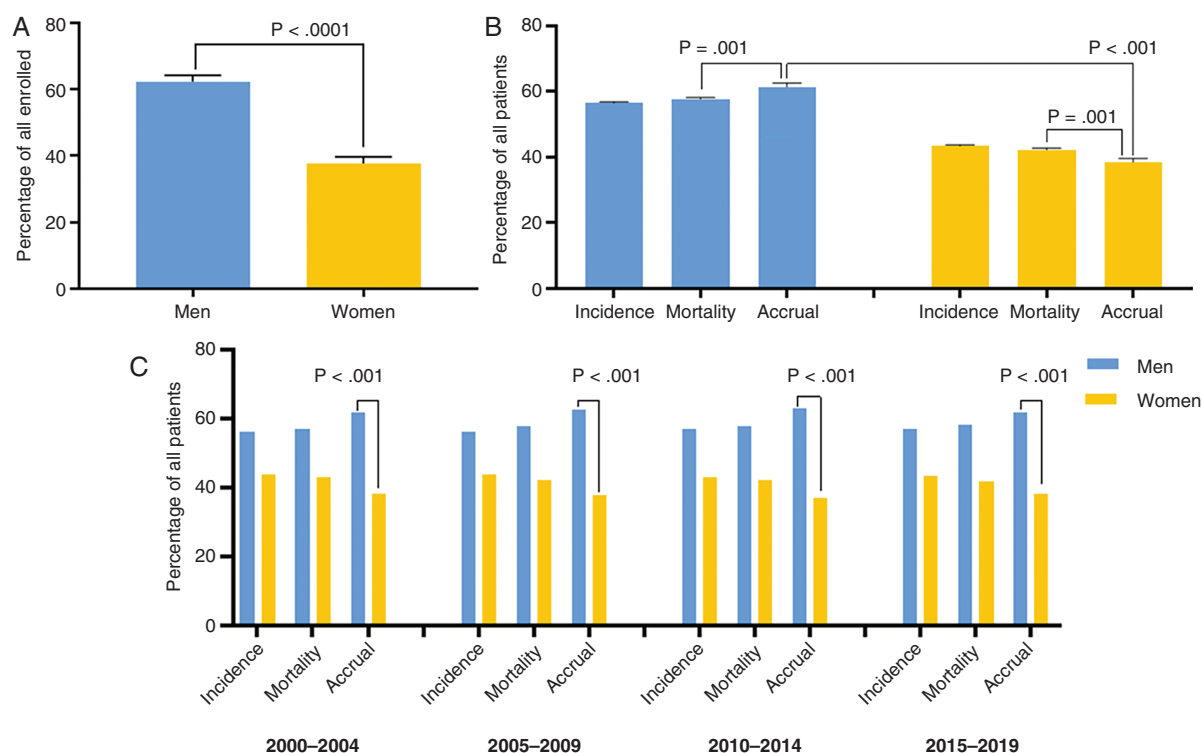 A
Percentage of all enrolled
80
60
40
20
0
P < .0001
Men
Women
B
Percentage of all patients
80
60
40
20
0
P = .001
P < .001
P = .001
Incidence
Mortality
Accrual
Incidence
Mortality
Accrual
C
Percentage of all patients
80
60
40
20
0
P < .001
P < .001
P < .001
P < .001
Men
Women
Incidence
Mortality
Accrual
Incidence
Mortality
Accrual
Incidence
Mortality
Accrual
Incidence
Mortality
Accrual
2000–2004
2005–2009
2010–2014
2015–2019